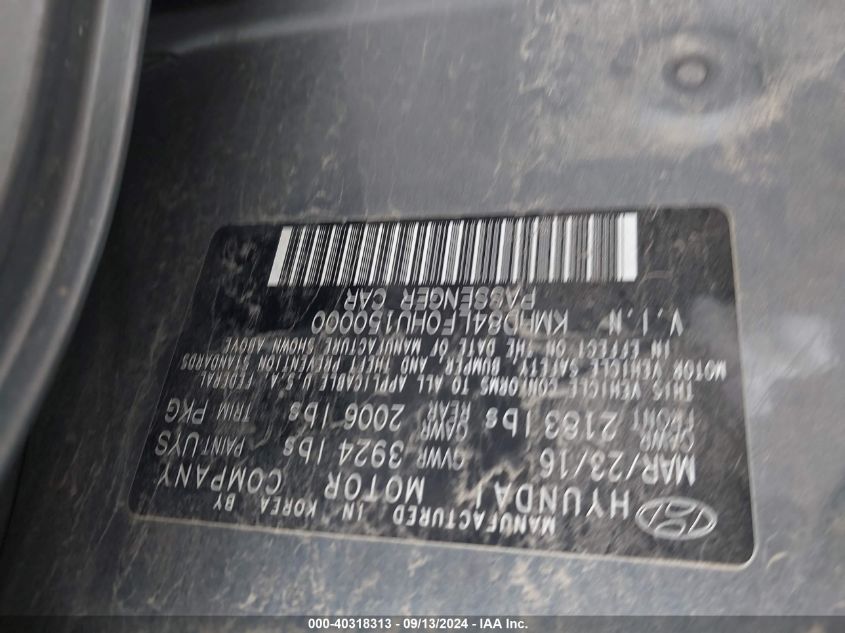 MANUFACTURED IN KOREA BY
HYUNDAI MOTOR COMPANY
MAR/23/16 GVWR 3924 lbs PAINT:UYS
GAWR FRONT 2183 lbs GAWR REAR 2006 lbs TRIM PKG
THIS VEHICLE CONFORMS TO ALL APPLICABLE U.S.A. FEDERAL
MOTOR VEHICLE SAFETY BUMPER, AND THEFT PREVENTION STANDARDS
IN EFFECT ON THE DATE OF MANUFACTURE SHOWN ABOVE
V.I.N KMHD84LF0HU150000
PASSENGER CAR
000-40318313 - 09/13/2024 - IAA Inc.